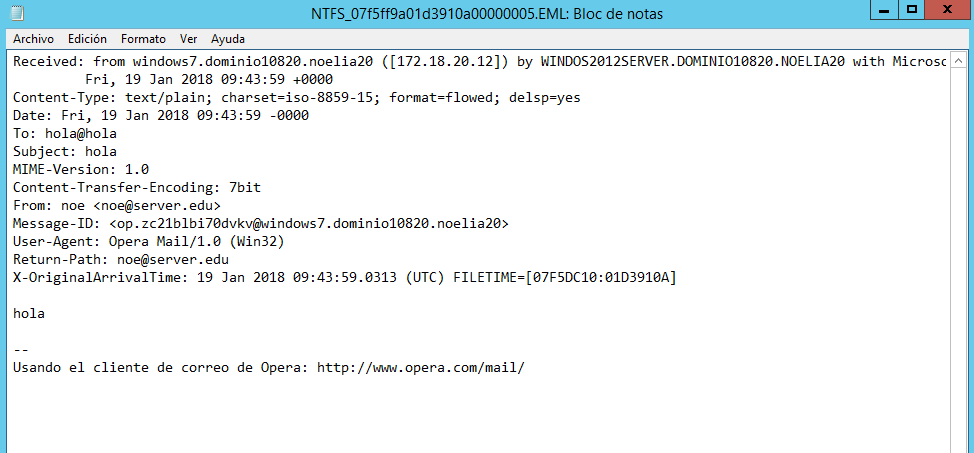 NTFS_07f5ff9a01d3910a00000005.EML: Bloc de notas
Archivo Edición Formato Ver Ayuda
Received: from windows7.dominio10820.noelia20 ([172.18.20.12]) by WINDOS2012SERVER.DOMINIO10820.NOELIA20 with Microso
Fri, 19 Jan 2018 09:43:59 +0000
Content-Type: text/plain; charset=iso-8859-15; format=flowed; delsp=yes
Date: Fri, 19 Jan 2018 09:43:59 -0000
To: hola@hola
Subject: hola
MIME-Version: 1.0
Content-Transfer-Encoding: 7bit
From: noe <noe@server.edu>
Message-ID: <op.zc21blbi70dvkv@windows7.dominio10820.noelia20>
User-Agent: Opera Mail/1.0 (Win32)
Return-Path: noe@server.edu
X-OriginalArrivalTime: 19 Jan 2018 09:43:59.0313 (UTC) FILETIME=[07F5DC10:01D3910A]
hola
--
Usando el cliente de correo de Opera: http://www.opera.com/mail/